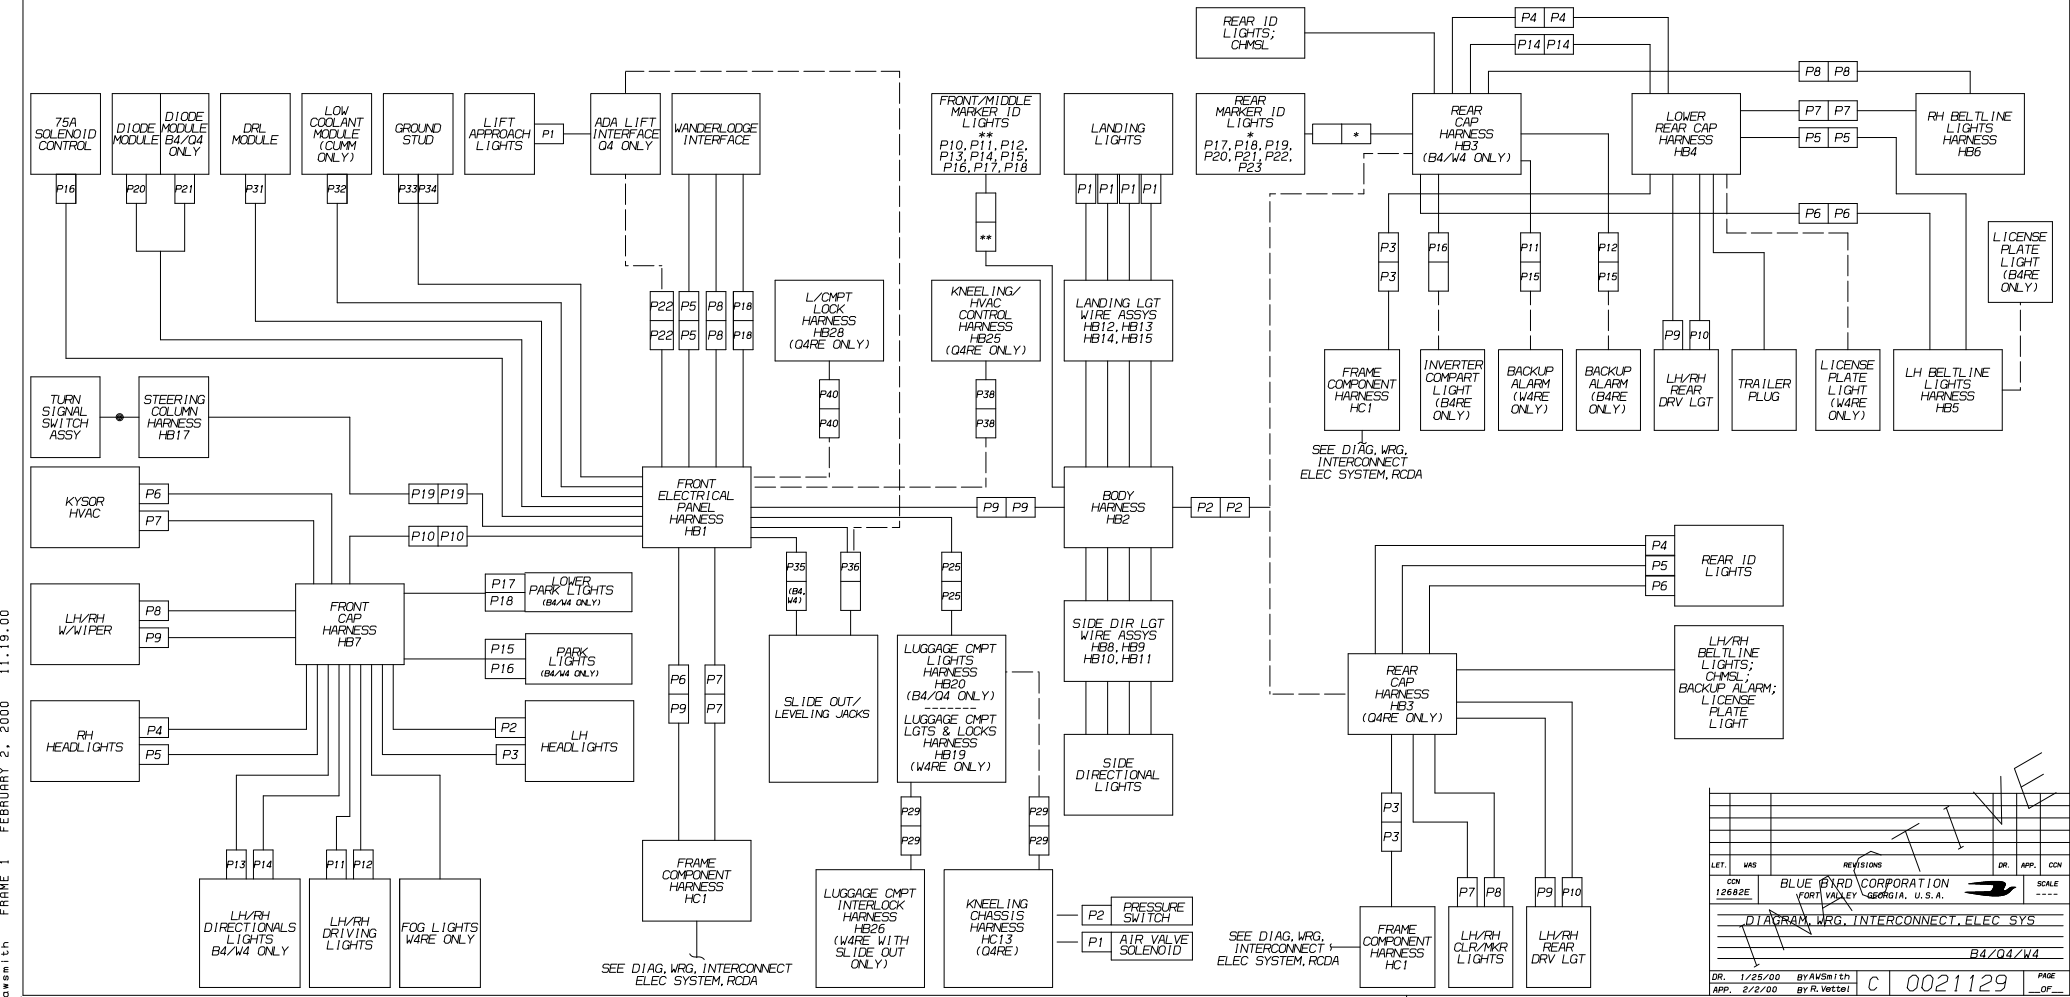 REAR ID
LIGHTS;
CHMSL
P4 P4
P14 P14
P8 P8
75A
SOLENOID
CONTROL
P16
DIODE
MODULE
P20
DIODE
MODULE
B4/Q4
ONLY
P21
DRL
MODULE
P31
LOW
COOLANT
MODULE
(CUMM
ONLY)
P32
GROUND
STUD
P33 P34
LIFT
APPROACH
LIGHTS
P1
ADA LIFT
INTERFACE
Q4 ONLY
WANDERLODGE
INTERFACE
FRONT/MIDDLE
MARKER ID
LIGHTS
**
P10, P11, P12,
P13, P14, P15,
P16, P17, P18
**
LANDING
LIGHTS
P1 P1 P1 P1
REAR
MARKER ID
LIGHTS
*
P17, P18, P19,
P20, P21, P22,
P23
*
REAR
CAP
HARNESS
HB3
(B4/W4 ONLY)
LOWER
REAR CAP
HARNESS
HB4
P7 P7
P5 P5
RH BELTLINE
LIGHTS
HARNESS
HB6
P6 P6
LICENSE
PLATE
LIGHT
(B4RE
ONLY)
P3
P3
P16
P11
P15
P12
P15
P9 P10
P22
P22
P5
P5
P8
P8
P18
P18
L/CMPT
LOCK
HARNESS
HB28
(Q4RE ONLY)
P40
P40
KNEELING/
HVAC
CONTROL
HARNESS
HB25
(Q4RE ONLY)
P38
P38
LANDING LGT
WIRE ASSYS
HB12, HB13
HB14, HB15
FRAME
COMPONENT
HARNESS
HC1
SEE DIAG, WRG,
INTERCONNECT
ELEC SYSTEM, RCDA
INVERTER
COMPART
LIGHT
(B4RE
ONLY)
BACKUP
ALARM
(W4RE
ONLY)
BACKUP
ALARM
(B4RE
ONLY)
LH/RH
REAR
DRV LGT
TRAILER
PLUG
LICENSE
PLATE
LIGHT
(W4RE
ONLY)
LH BELTLINE
LIGHTS
HARNESS
HB5
TURN
SIGNAL
SWITCH
ASSY
STEERING
COLUMN
HARNESS
HB17
KYSOR
HVAC
P6
P7
P19 P19
P10 P10
FRONT
ELECTRICAL
PANEL
HARNESS
HB1
P9 P9
BODY
HARNESS
HB2
P2 P2
P35
(B4,
W4)
P36
P25
P25
LH/RH
W/WIPER
P8
P9
FRONT
CAP
HARNESS
HB7
P17
P18
LOWER
PARK LIGHTS
(B4/W4 ONLY)
P15
P16
PARK
LIGHTS
(B4/W4 ONLY)
RH
HEADLIGHTS
P4
P5
P2
P3
LH
HEADLIGHTS
P6
P9
P7
P7
SLIDE OUT/
LEVELING JACKS
LUGGAGE CMPT
LIGHTS
HARNESS
HB20
(B4/Q4 ONLY)
-------
LUGGAGE CMPT
LGTS & LOCKS
HARNESS
HB19
(W4RE ONLY)
SIDE DIR LGT
WIRE ASSYS
HB8, HB9
HB10, HB11
SIDE
DIRECTIONAL
LIGHTS
P4
P5
P6
REAR ID
LIGHTS
REAR
CAP
HARNESS
HB3
(Q4RE ONLY)
LH/RH
BELTLINE
LIGHTS;
CHMSL;
BACKUP ALARM;
LICENSE
PLATE
LIGHT
P13 P14
LH/RH
DIRECTIONALS
LIGHTS
B4/W4 ONLY
P11 P12
LH/RH
DRIVING
LIGHTS
FOG LIGHTS
W4RE ONLY
FRAME
COMPONENT
HARNESS
HC1
SEE DIAG, WRG, INTERCONNECT
ELEC SYSTEM, RCDA
P29
P29
LUGGAGE CMPT
INTERLOCK
HARNESS
HB26
(W4RE WITH
SLIDE OUT
ONLY)
P29
P29
KNEELING
CHASSIS
HARNESS
HC13
(Q4RE)
P2 PRESSURE
SWITCH
P1 AIR VALVE
SOLENOID
P3
P3
SEE DIAG, WRG,
INTERCONNECT
ELEC SYSTEM, RCDA
FRAME
COMPONENT
HARNESS
HC1
P7 P8
LH/RH
CLR/MKR
LIGHTS
P9 P10
LH/RH
REAR
DRV LGT
INACTIVE
LET. WAS REVISIONS DR. APP. CCN
CCN
12682E
BLUE BIRD CORPORATION
FORT VALLEY GEORGIA, U.S.A.
SCALE
----
DIAGRAM, WRG, INTERCONNECT, ELEC SYS
B4/Q4/W4
DR. 1/25/00 BY AWSmith
APP. 2/2/00 BY R. Vettel
C
0021129
PAGE
__OF__
awsmith FRAME 1 FEBRUARY 2, 2000 11.19.00